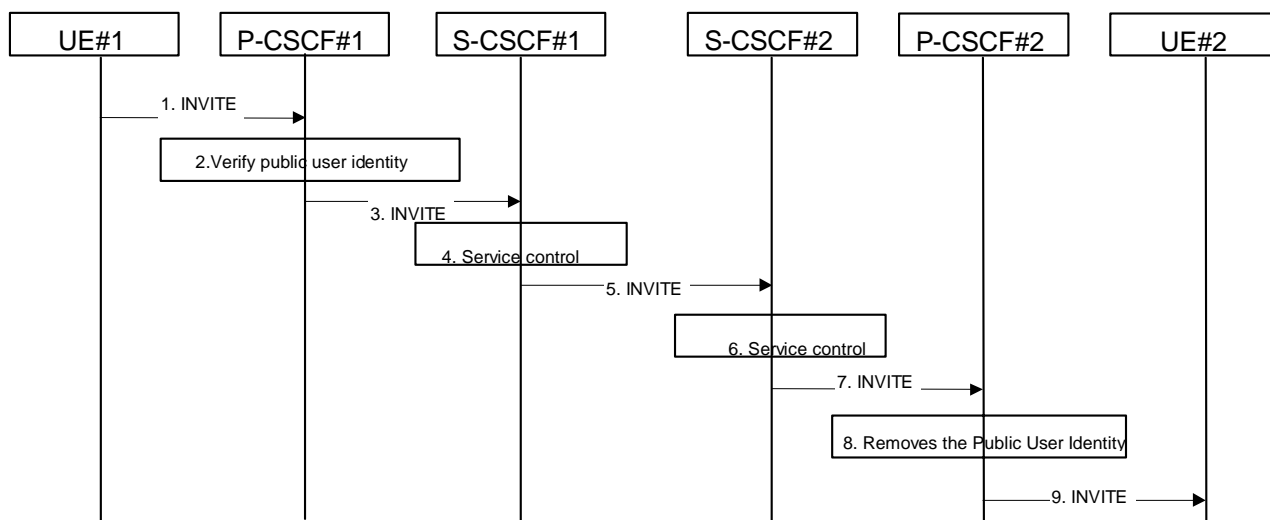 UE#1
P-CSCF#1
S-CSCF#1
S-CSCF#2
P-CSCF#2
UE#2
1. INVITE
2.Verify public user identity
3. INVITE
4. Service control
5. INVITE
6. Service control
7. INVITE
8. Removes the Public User Identity
9. INVITE